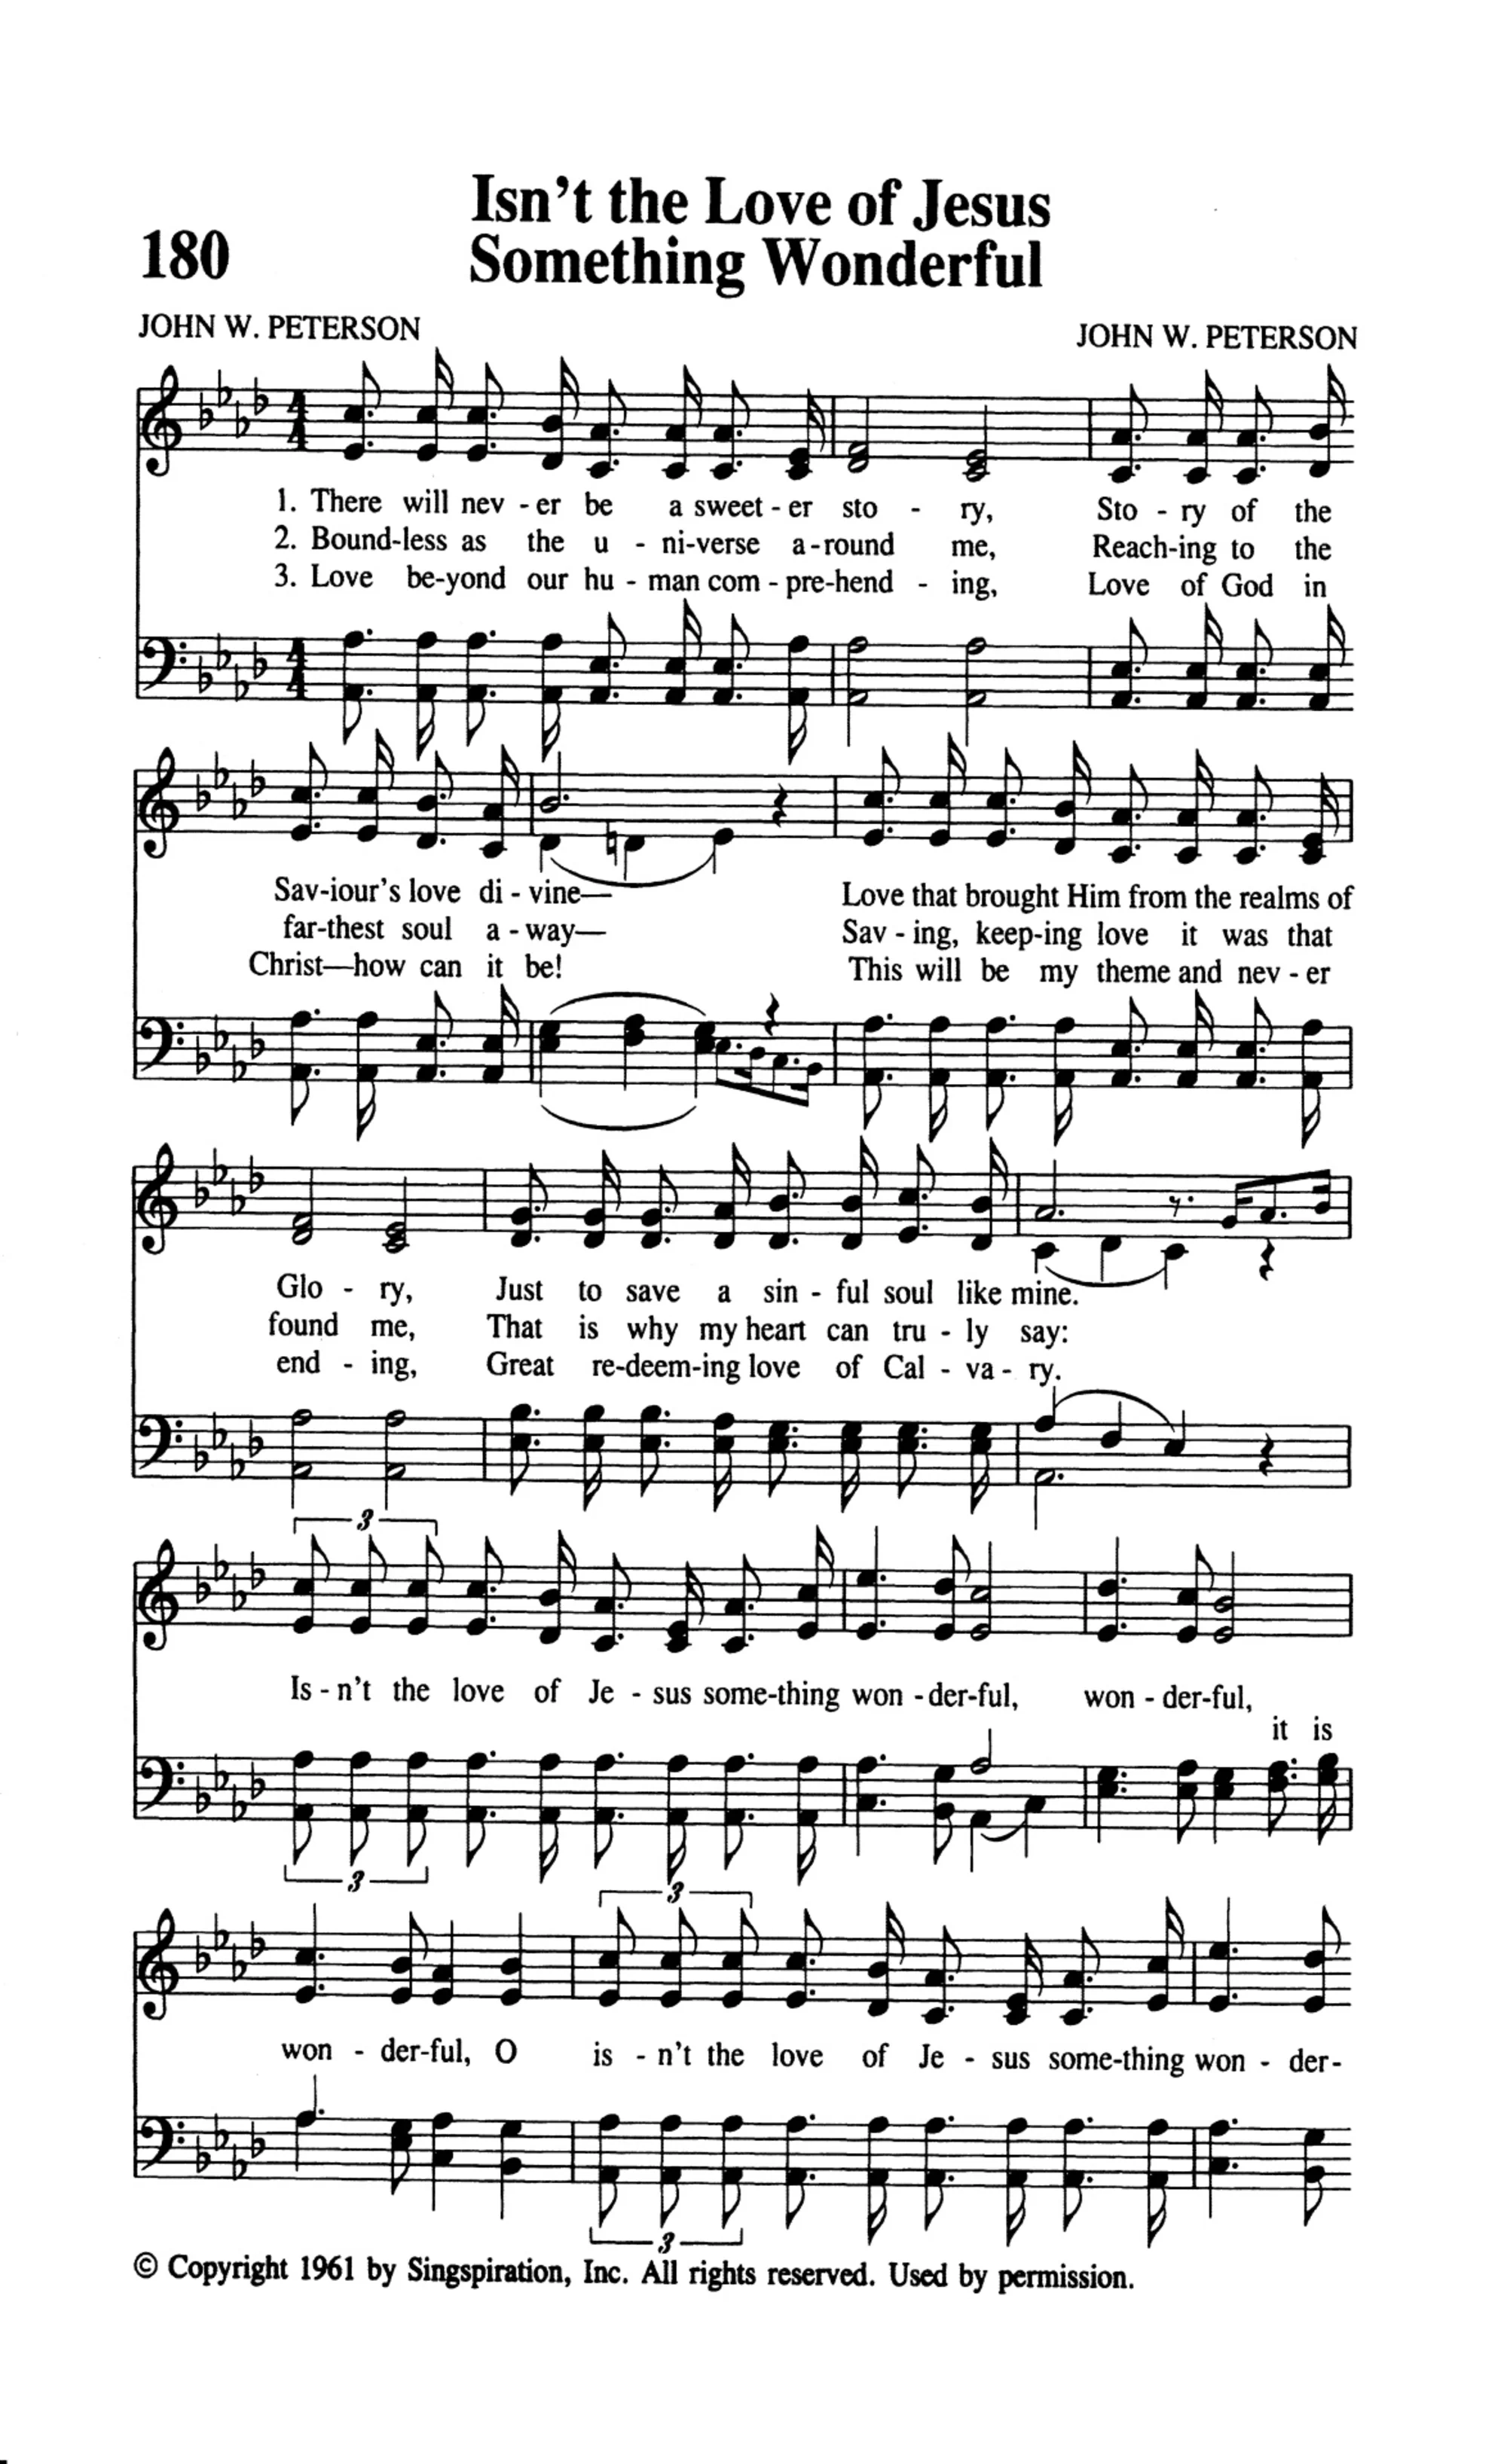 Isn't the Love of Jesus
180 Something Wonderful
JOHN W. PETERSON JOHN W. PETERSON
1. There will nev - er be a sweet - er sto - ry, Sto - ry of the
2. Bound-less as the u - ni-verse a-round me, Reach-ing to the
3. Love be-yond our hu - man com - pre-hend - ing, Love of God in
Sav-iour's love di - vine— Love that brought Him from the realms of
far-thest soul a - way— Sav - ing, keep-ing love it was that
Christ—how can it be! This will be my theme and nev - er
Glo - ry, Just to save a sin - ful soul like mine.
found me, That is why my heart can tru - ly say:
end - ing, Great re-deem-ing love of Cal - va - ry.
3
Is - n't the love of Je - sus some-thing won - der-ful, won - der-ful,
it is
3
3
won - der-ful, O is - n't the love of Je - sus some-thing won - der-
3
© Copyright 1961 by Singspiration, Inc. All rights reserved. Used by permission.